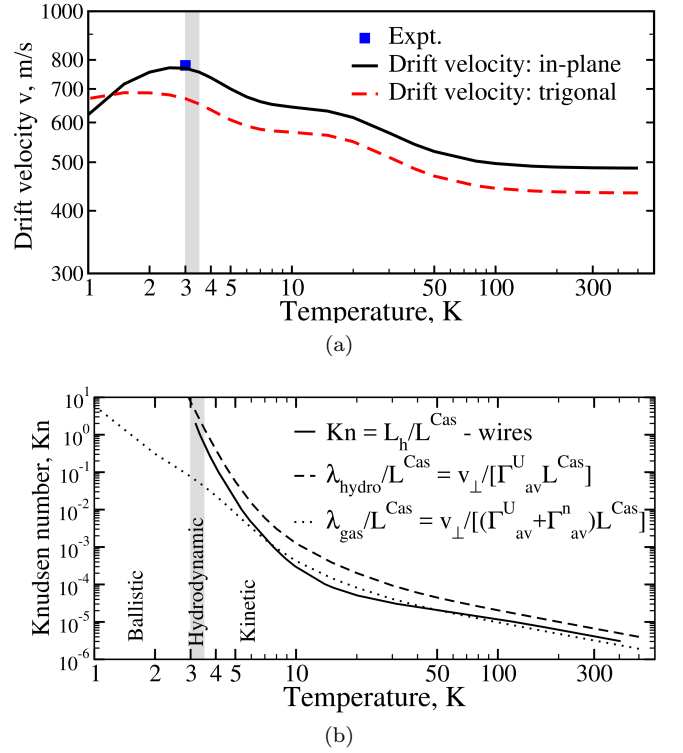 1000
800
700
600
500
400
300
Drift velocity v, m/s
Expt.
Drift velocity: in-plane
Drift velocity: trigonal
1 2 3 4 5 10 50 100 300
Temperature, K
(a)
10^1
10^0
10^-1
10^-2
10^-3
10^-4
10^-5
10^-6
Knudsen number, Kn
Kn = L_h/L^Cas - wires
λ_hydro/L^Cas = v_⊥/[Γ^U_av L^Cas]
λ_gas/L^Cas = v_⊥/[(Γ^U_av+Γ^n_av)L^Cas]
Ballistic
Hydrodynamic
Kinetic
1 2 3 4 5 10 50 100 300
Temperature, K
(b)